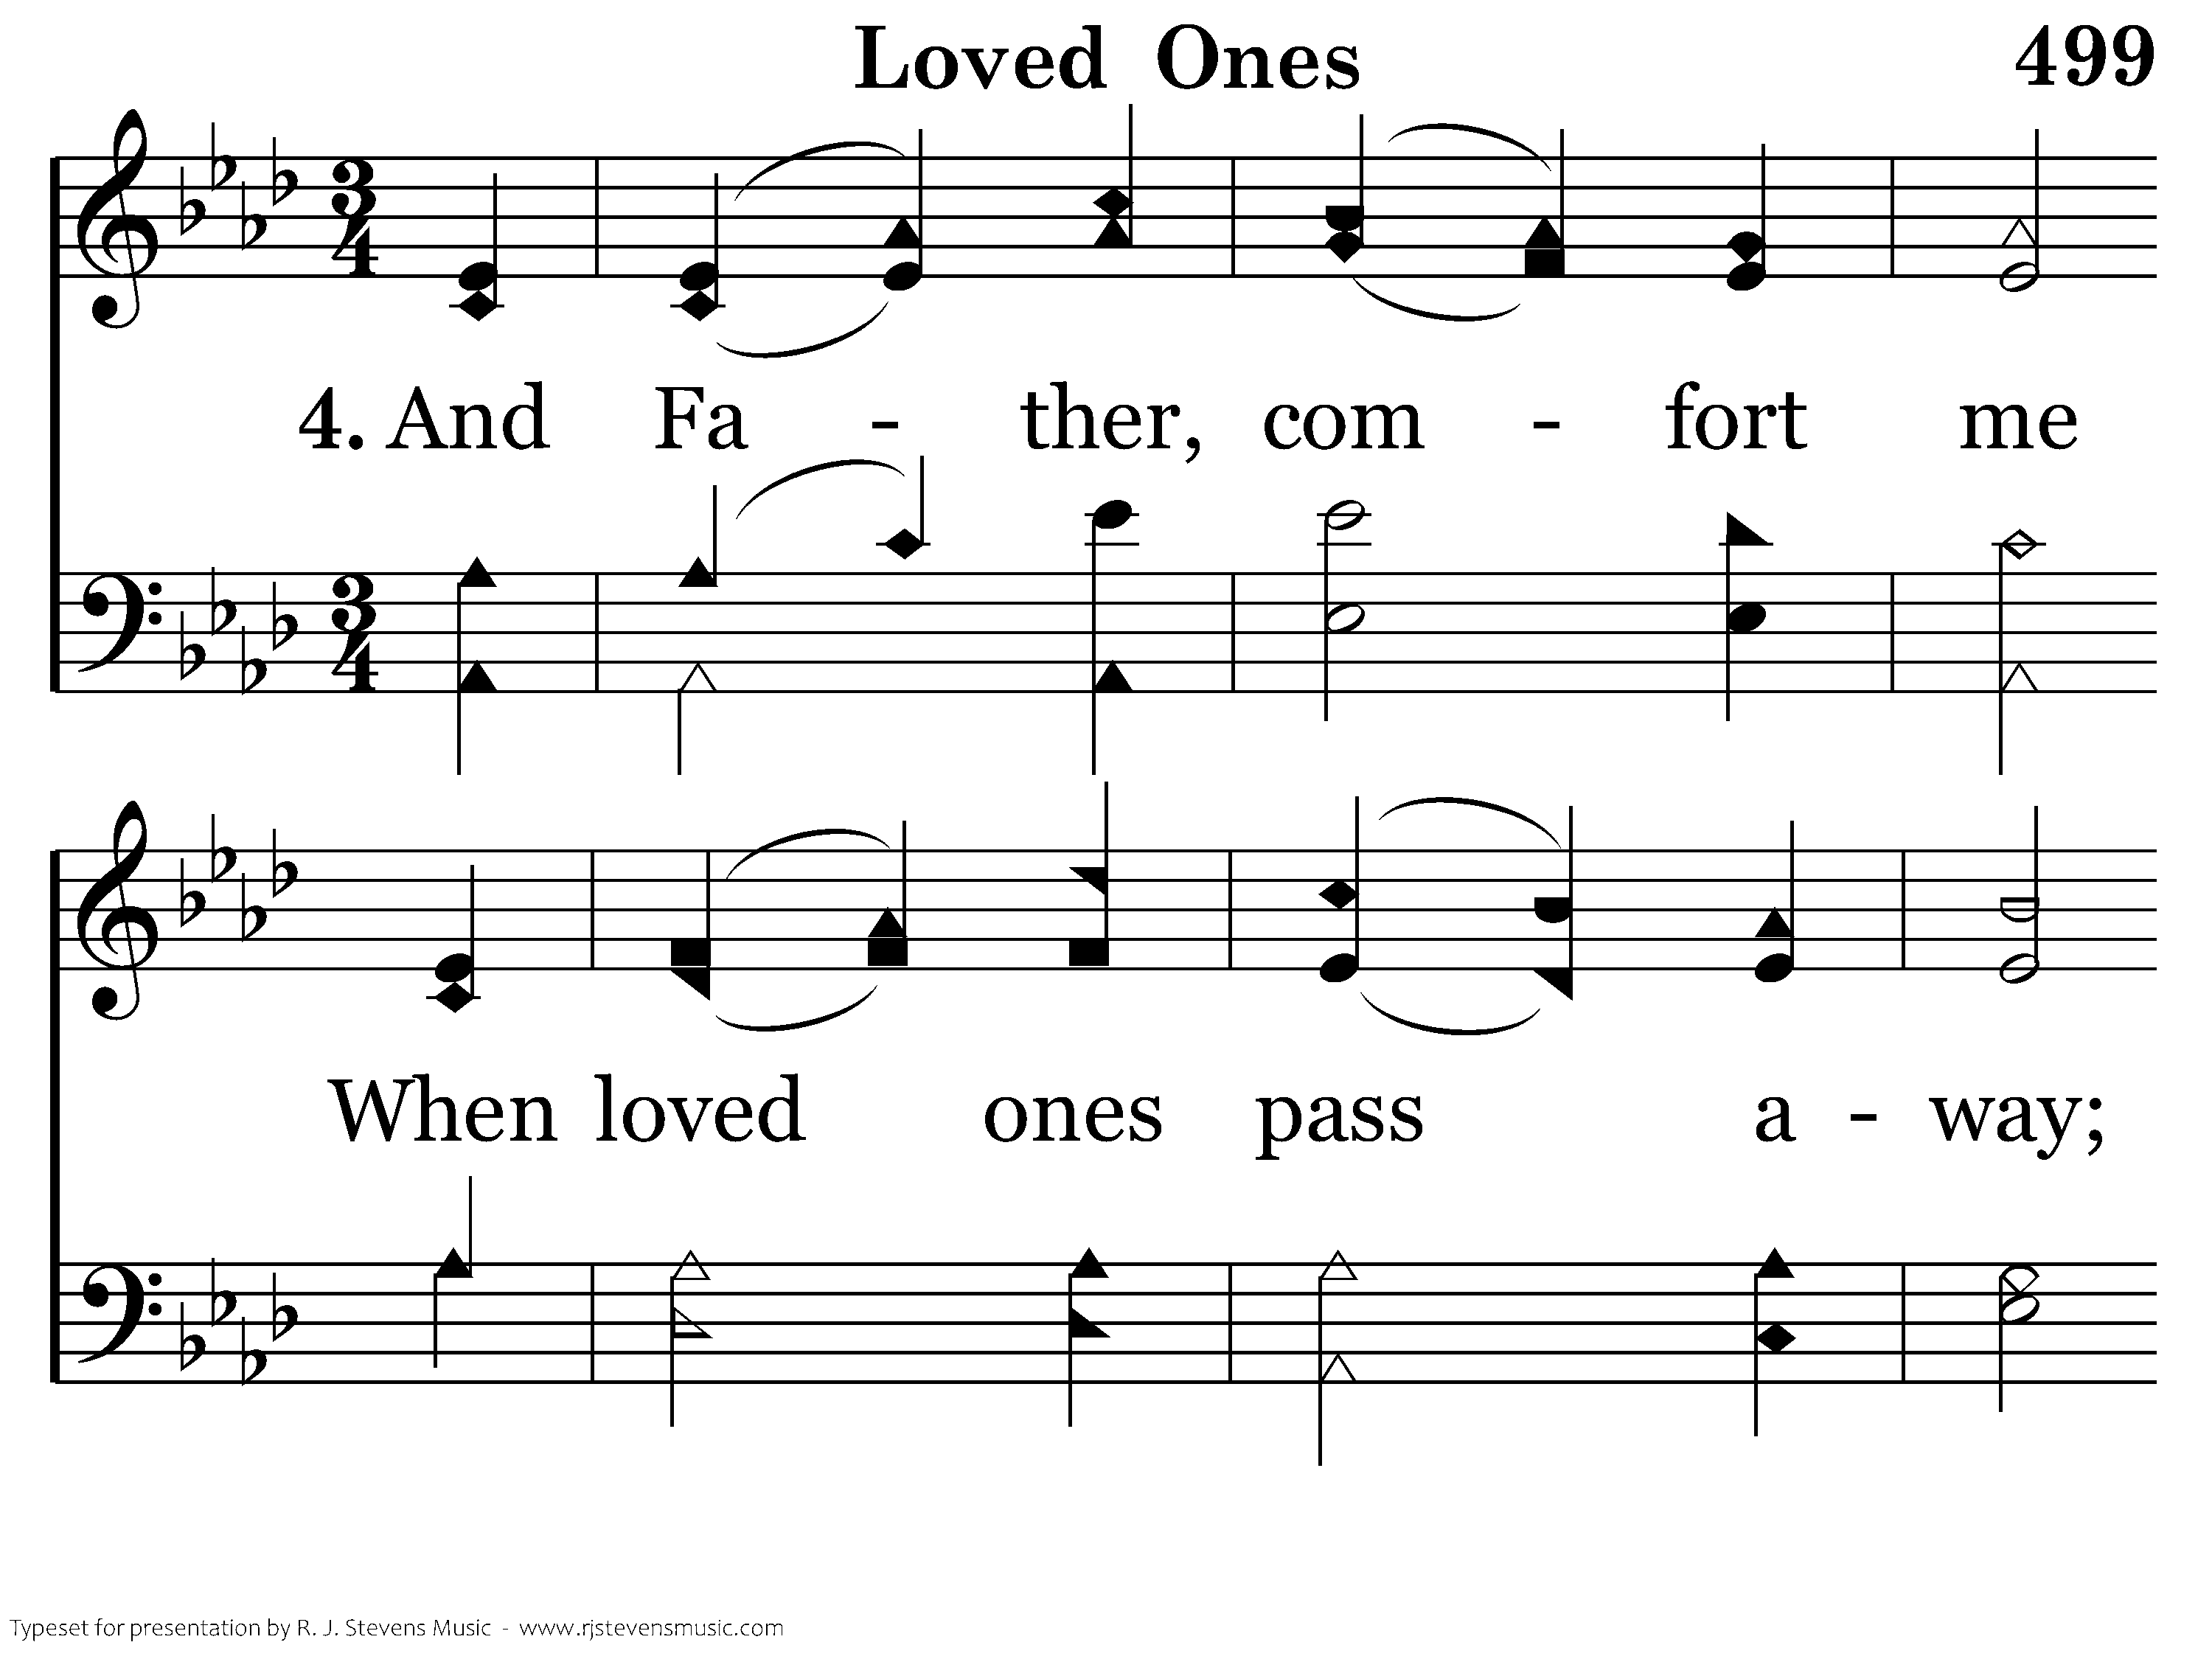 Loved Ones 499
4. And Fa - ther, com - fort me
When loved ones pass a - way;
Typeset for presentation by R. J. Stevens Music - www.rjstevensmusic.com